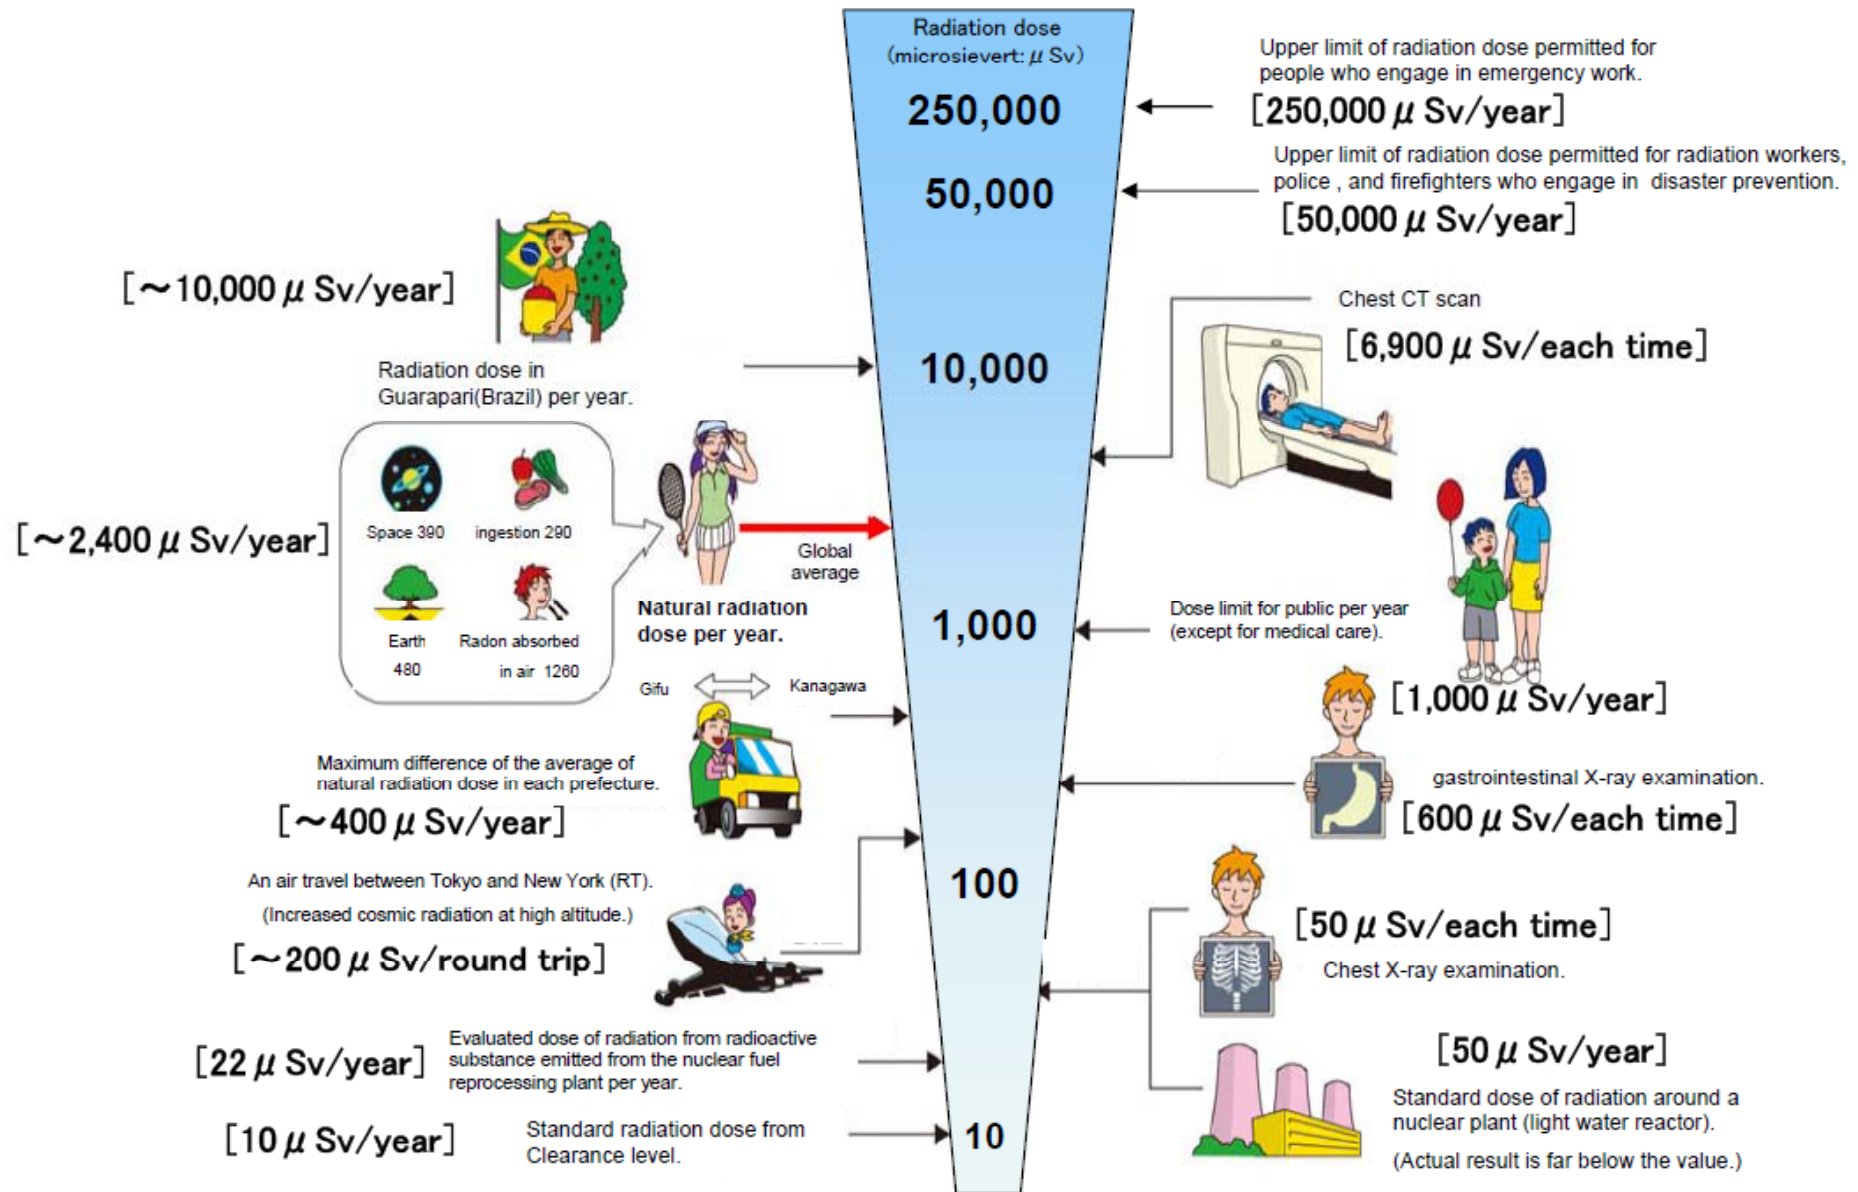 Radiation dose
(microsievert: μ Sv)
250,000
50,000
10,000
1,000
100
10
[~10,000 μ Sv/year]
Radiation dose in
Guarapari(Brazil) per year.
[~2,400 μ Sv/year]
Space 390
ingestion 290
Earth
480
Radon absorbed
in air 1260
Global
average
Natural radiation
dose per year.
Gifu
Kanagawa
Maximum difference of the average of
natural radiation dose in each prefecture.
[~400 μ Sv/year]
An air travel between Tokyo and New York (RT).
(Increased cosmic radiation at high altitude.)
[~200 μ Sv/round trip]
[22 μ Sv/year]
Evaluated dose of radiation from radioactive
substance emitted from the nuclear fuel
reprocessing plant per year.
[10 μ Sv/year]
Standard radiation dose from
Clearance level.
Upper limit of radiation dose permitted for
people who engage in emergency work.
[250,000 μ Sv/year]
Upper limit of radiation dose permitted for radiation workers,
police , and firefighters who engage in disaster prevention.
[50,000 μ Sv/year]
Chest CT scan
[6,900 μ Sv/each time]
Dose limit for public per year
(except for medical care).
[1,000 μ Sv/year]
gastrointestinal X-ray examination.
[600 μ Sv/each time]
[50 μ Sv/each time]
Chest X-ray examination.
[50 μ Sv/year]
Standard dose of radiation around a
nuclear plant (light water reactor).
(Actual result is far below the value.)